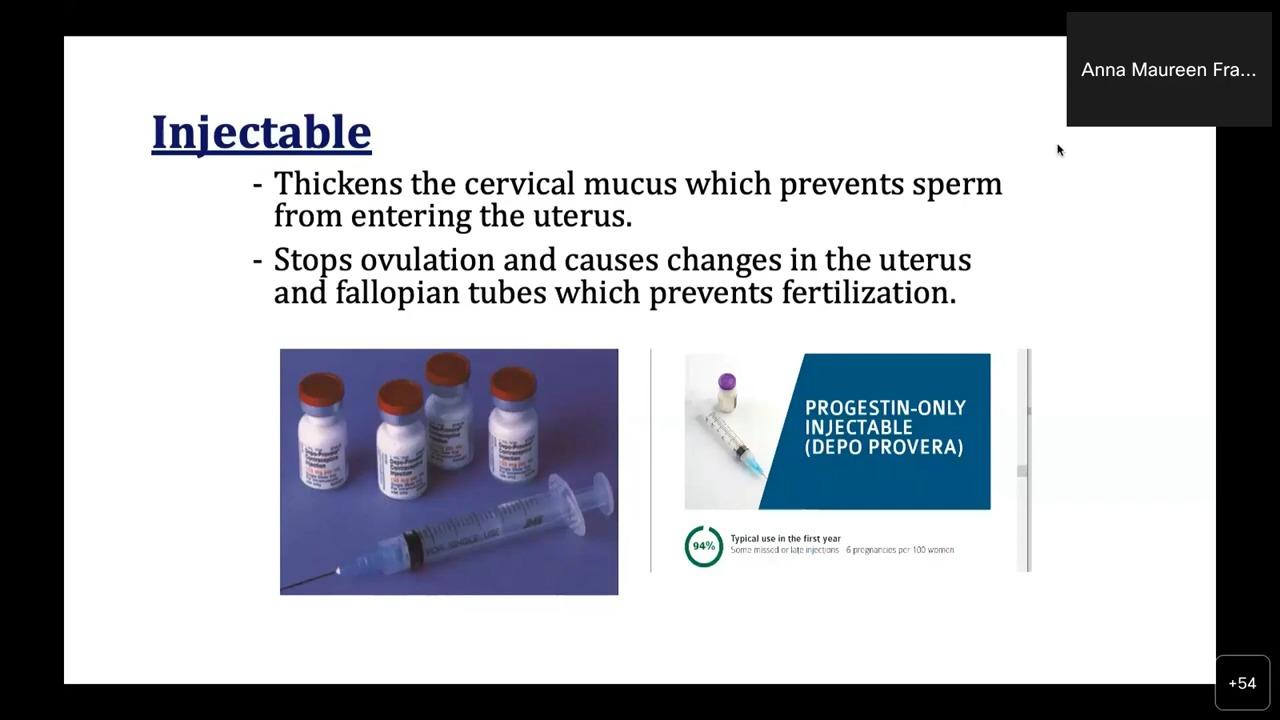 Anna Maureen Fra...
Injectable
- Thickens the cervical mucus which prevents sperm
from entering the uterus.
- Stops ovulation and causes changes in the uterus
and fallopian tubes which prevents fertilization.
PROGESTIN-ONLY
INJECTABLE
(DEPO PROVERA)
94%
Typical use in the first year
Some missed or late injections - 6 pregnancies per 100 women
+54